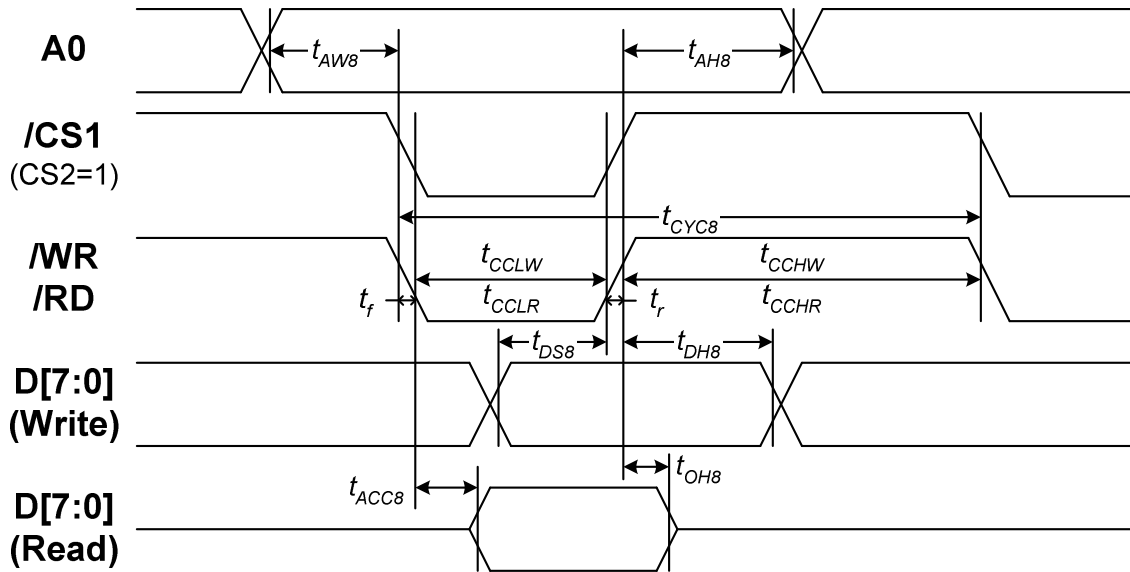 A0
t_AW8
t_AH8
/CS1
(CS2=1)
t_CYC8
/WR
/RD
t_CCLW
t_CCHW
t_f
t_CCLR
t_r
t_CCHR
t_DS8
t_DH8
D[7:0]
(Write)
t_ACC8
t_OH8
D[7:0]
(Read)